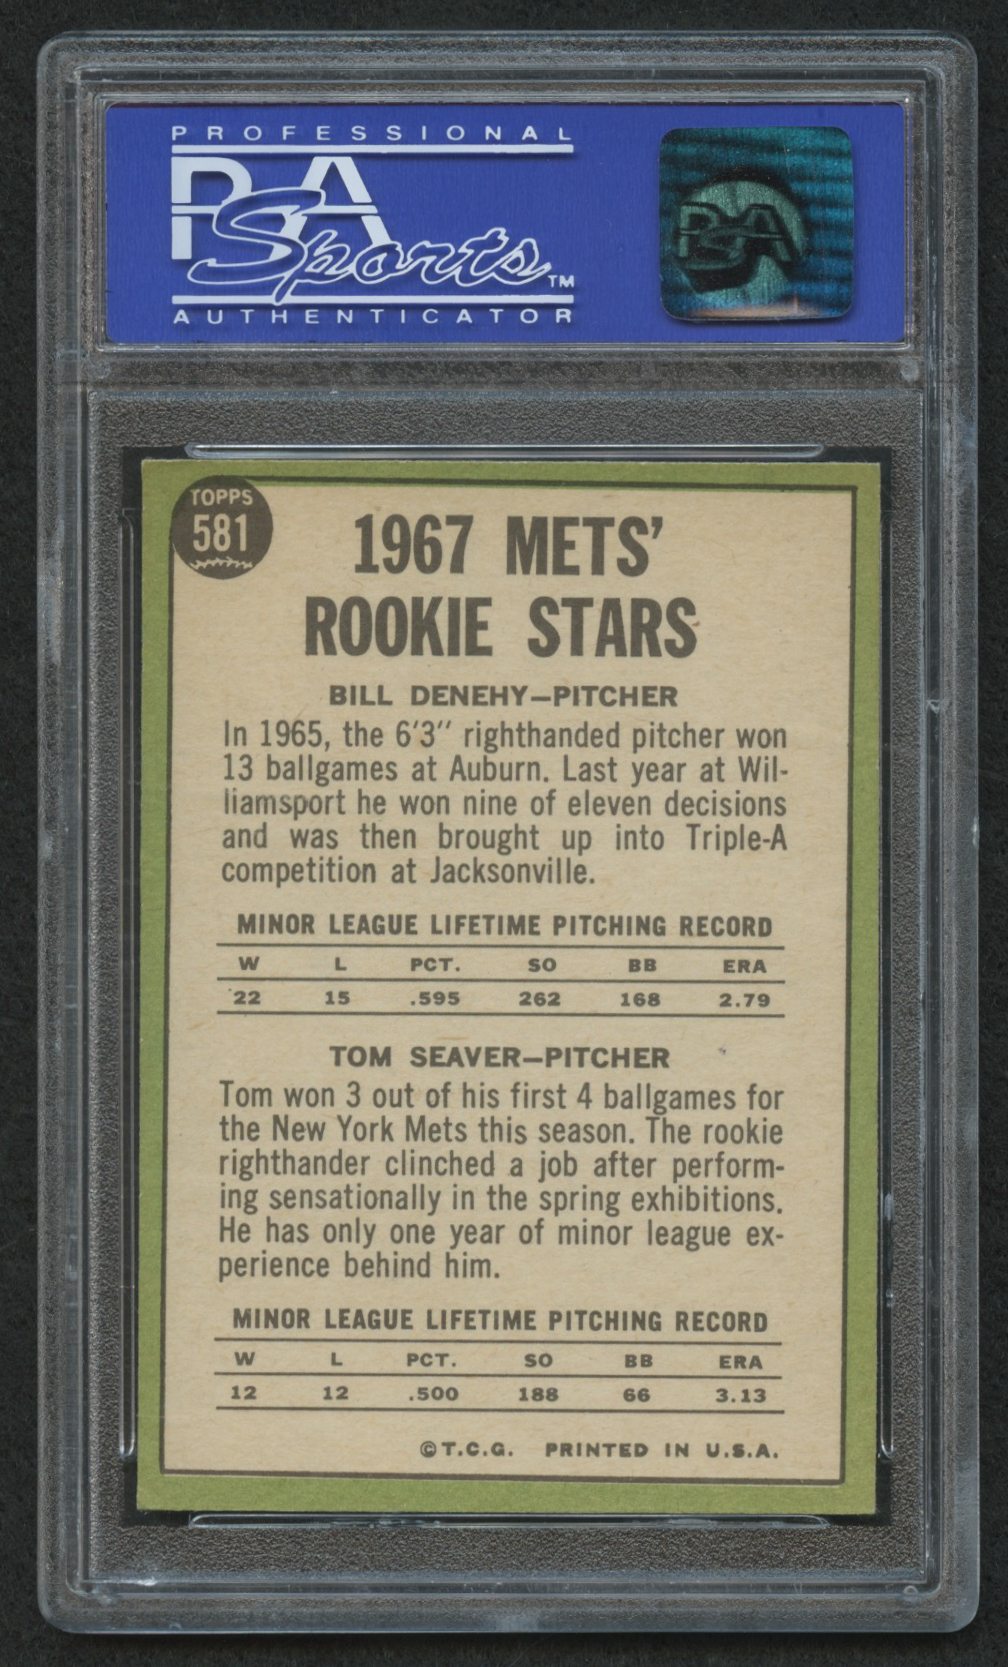 PROFESSIONAL
PSA
Sports™
AUTHENTICATOR
PSA
TOPPS
581
1967 METS'
ROOKIE STARS
BILL DENEHY—PITCHER
In 1965, the 6'3" righthanded pitcher won
13 ballgames at Auburn. Last year at Wil-
liamsport he won nine of eleven decisions
and was then brought up into Triple-A
competition at Jacksonville.
MINOR LEAGUE LIFETIME PITCHING RECORD
W L PCT. SO BB ERA
22 15 .595 262 168 2.79
TOM SEAVER—PITCHER
Tom won 3 out of his first 4 ballgames for
the New York Mets this season. The rookie
righthander clinched a job after perform-
ing sensationally in the spring exhibitions.
He has only one year of minor league ex-
perience behind him.
MINOR LEAGUE LIFETIME PITCHING RECORD
W L PCT. SO BB ERA
12 12 .500 188 66 3.13
©T.C.G. PRINTED IN U.S.A.